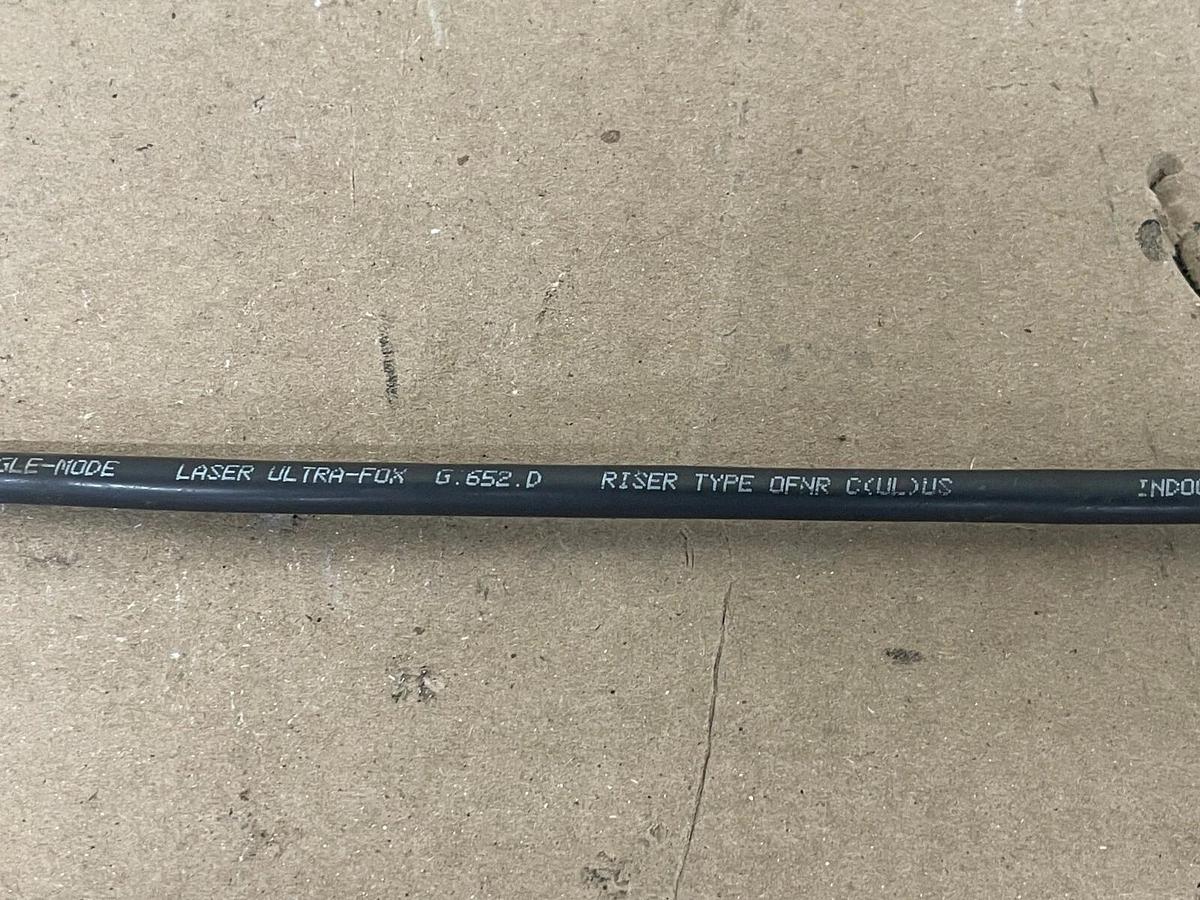 GLE-MODE LASER ULTRA-FOX G.652.D RISER TYPE OFNR C(UL)US INDOO